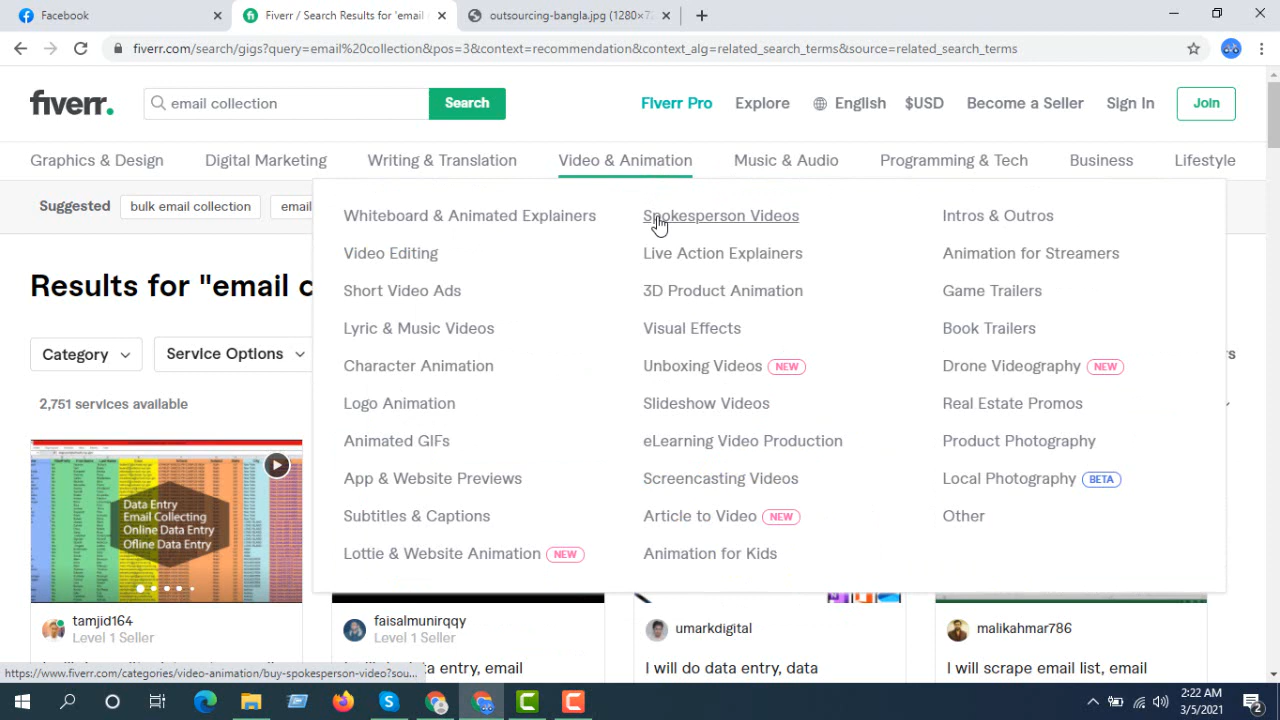 Facebook
Fiverr / Search Results for "email
outsourcing-bangla.jpg (1280×7
fiverr.com/search/gigs?query=email%20collection&pos=3&context=recommendation&context_alg=related_search_terms&source=related_search_terms
fiverr.
email collection
Search
Fiverr Pro
Explore
English
$USD
Become a Seller
Sign In
Join
Graphics & Design
Digital Marketing
Writing & Translation
Video & Animation
Music & Audio
Programming & Tech
Business
Lifestyle
Suggested
bulk email collection
email
Whiteboard & Animated Explainers
Video Editing
Short Video Ads
Lyric & Music Videos
Character Animation
Logo Animation
Animated GIFs
App & Website Previews
Subtitles & Captions
Lottie & Website Animation NEW
Spokesperson Videos
Live Action Explainers
3D Product Animation
Visual Effects
Unboxing Videos NEW
Slideshow Videos
eLearning Video Production
Screencasting Videos
Article to Video NEW
Animation for Kids
Intros & Outros
Animation for Streamers
Game Trailers
Book Trailers
Drone Videography NEW
Real Estate Promos
Product Photography
Local Photography BETA
Other
Results for "email c
Category
Service Options
rs
2,751 services available
Data Entry
Email Collecting
Online Data Entry
Ofline Data Entry
tamjid164
Level 1 Seller
faisalmunirqqy
Level 1 Seller
ta entry, email
umarkdigital
I will do data entry, data
malikahmar786
I will scrape email list, email
https://www.fiverr.com/categories/video-animation/buy-spokesperson-video?sou...
2:22 AM
3/5/2021
2